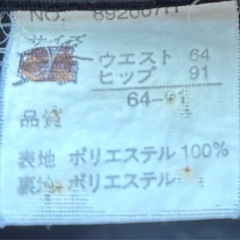 NO. 892007H
サイズ
ウエスト 64
ヒップ 91
64-91
品質
表地 ポリエステル 100%
裏地 ポリエステル